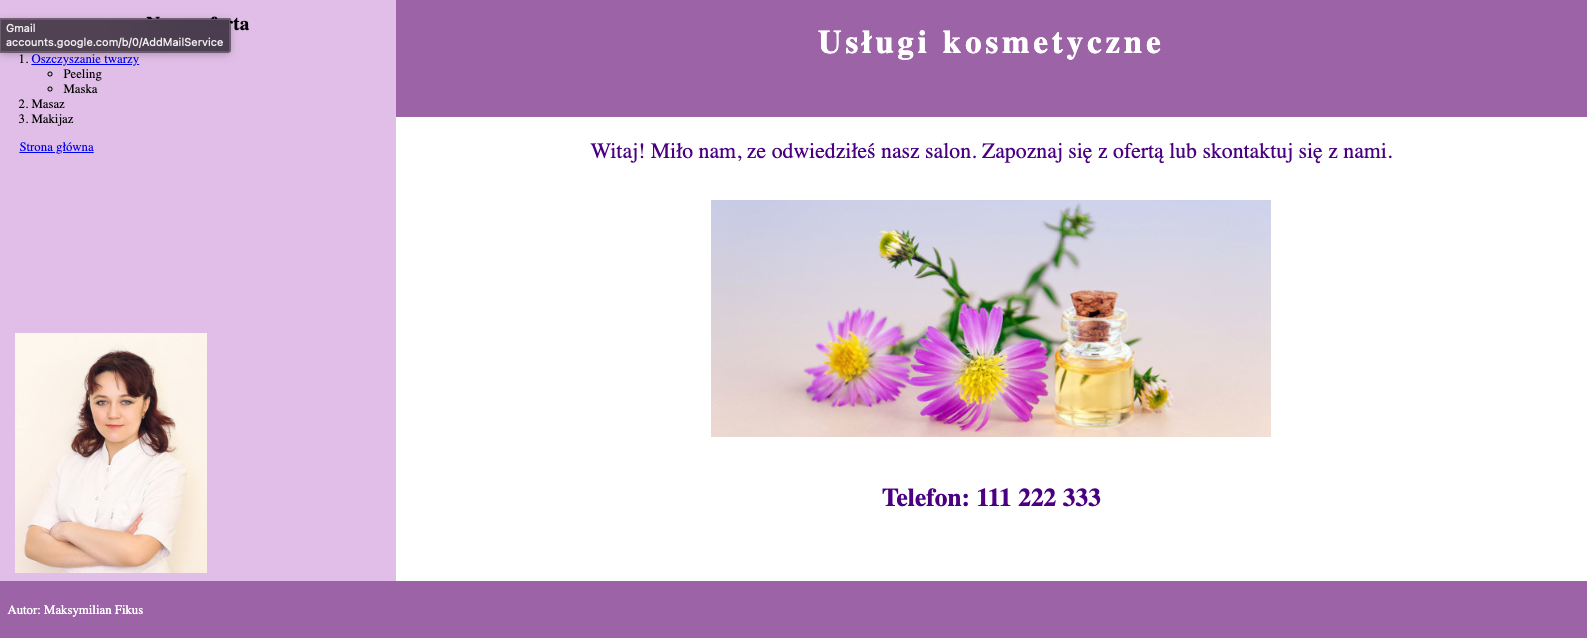 Gmail
accounts.google.com/b/0/AddMailService
1. Oszczyszanie twarzy
Peeling
Maska
2. Masaz
3. Makijaz
Strona główna
Usługi kosmetyczne
Witaj! Miło nam, ze odwiedziłeś nasz salon. Zapoznaj się z ofertą lub skontaktuj się z nami.
Telefon: 111 222 333
Autor: Maksymilian Fikus